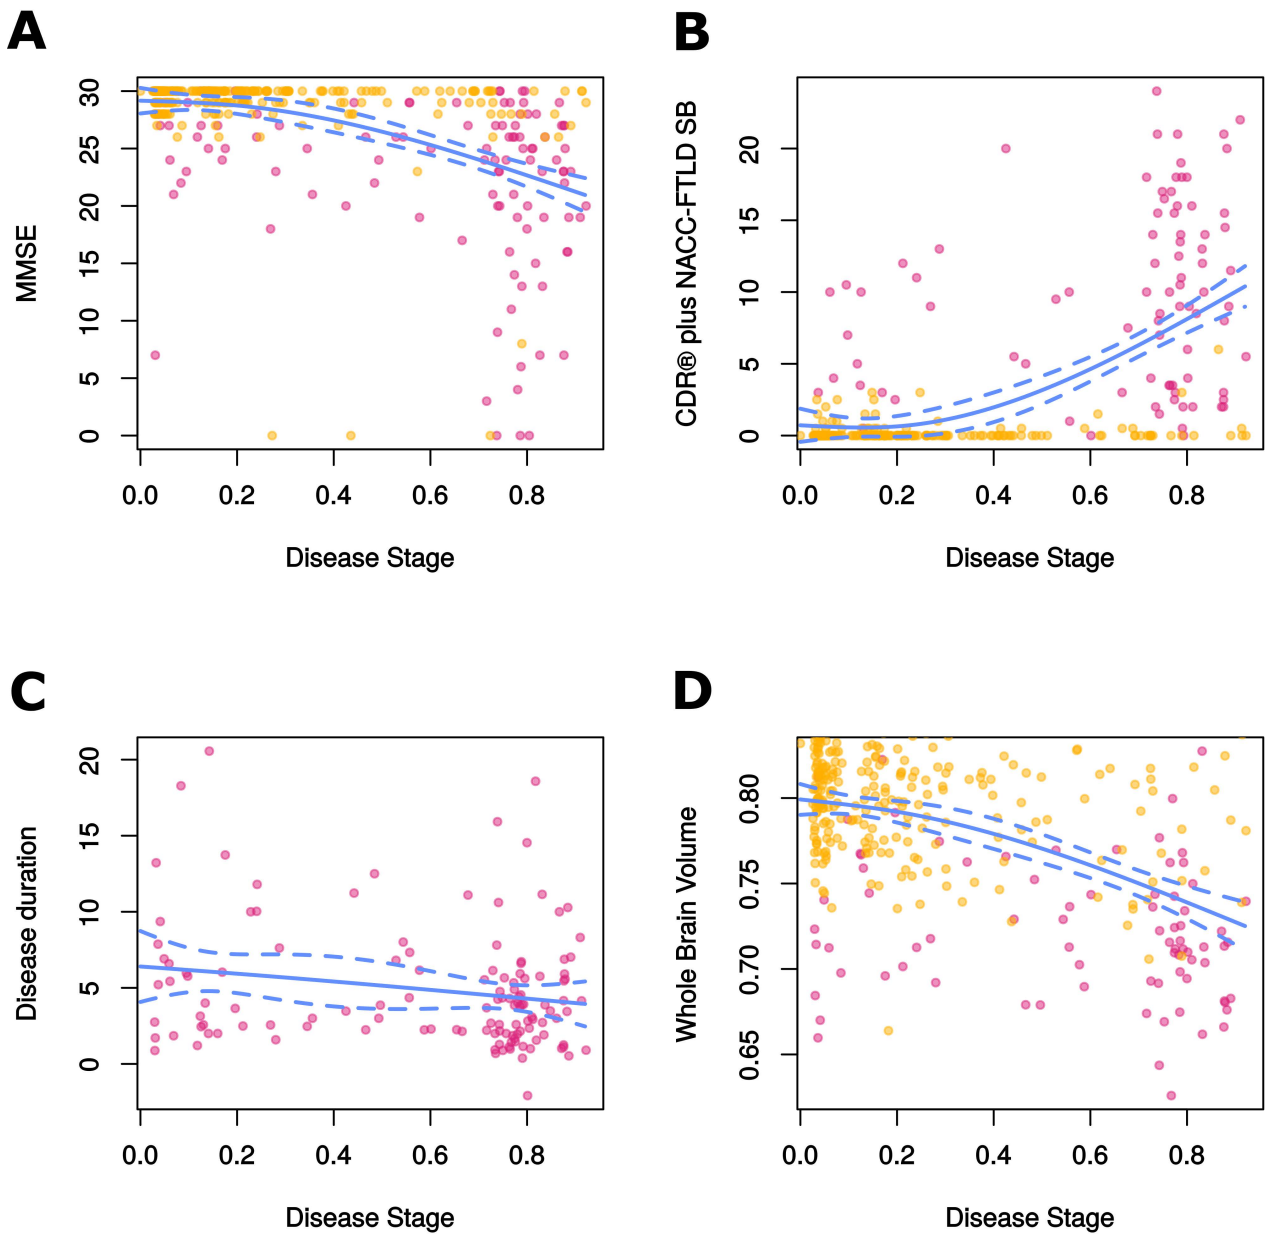 A
MMSE
30
25
20
15
10
5
0
0.0 0.2 0.4 0.6 0.8
Disease Stage
B
CDR® plus NACC-FTLD SB
20
15
10
5
0
0.0 0.2 0.4 0.6 0.8
Disease Stage
C
Disease duration
20
15
10
5
0
0.0 0.2 0.4 0.6 0.8
Disease Stage
D
Whole Brain Volume
0.80
0.75
0.70
0.65
0.0 0.2 0.4 0.6 0.8
Disease Stage